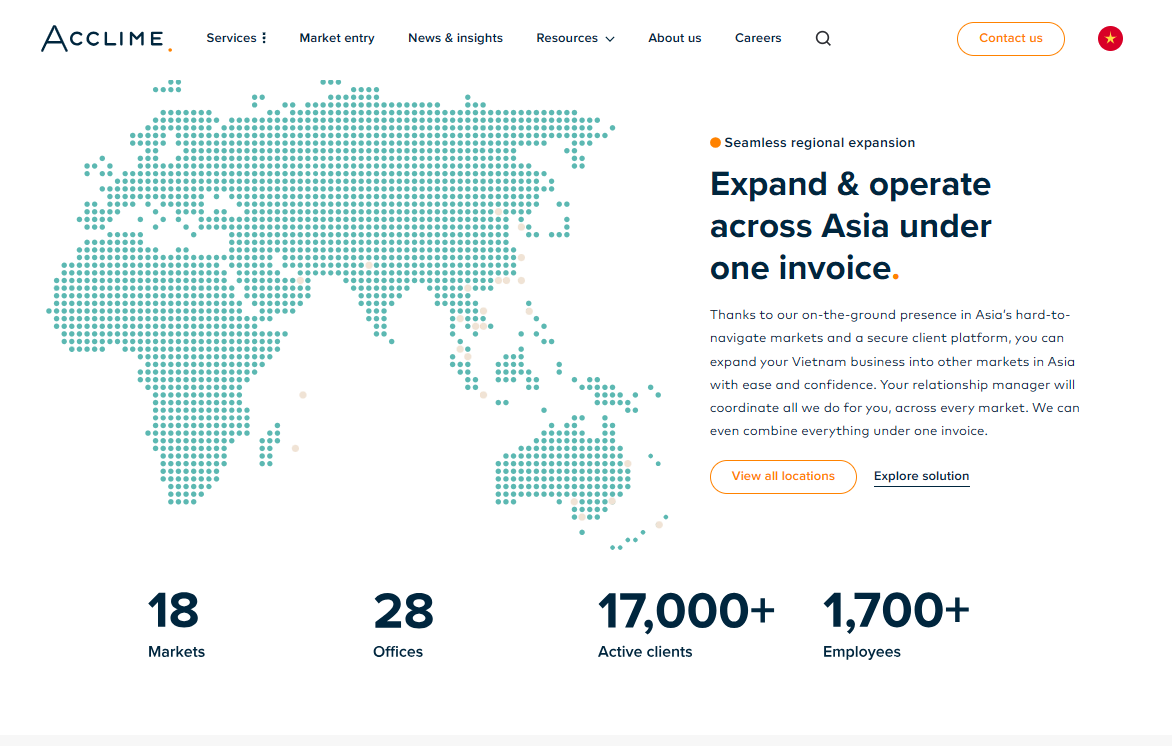 ACCLIME.
Services
Market entry
News & insights
Resources
About us
Careers
Contact us
Seamless regional expansion
Expand & operate
across Asia under
one invoice.
Thanks to our on-the-ground presence in Asia's hard-to-
navigate markets and a secure client platform, you can
expand your Vietnam business into other markets in Asia
with ease and confidence. Your relationship manager will
coordinate all we do for you, across every market. We can
even combine everything under one invoice.
View all locations
Explore solution
18
Markets
28
Offices
17,000+
Active clients
1,700+
Employees